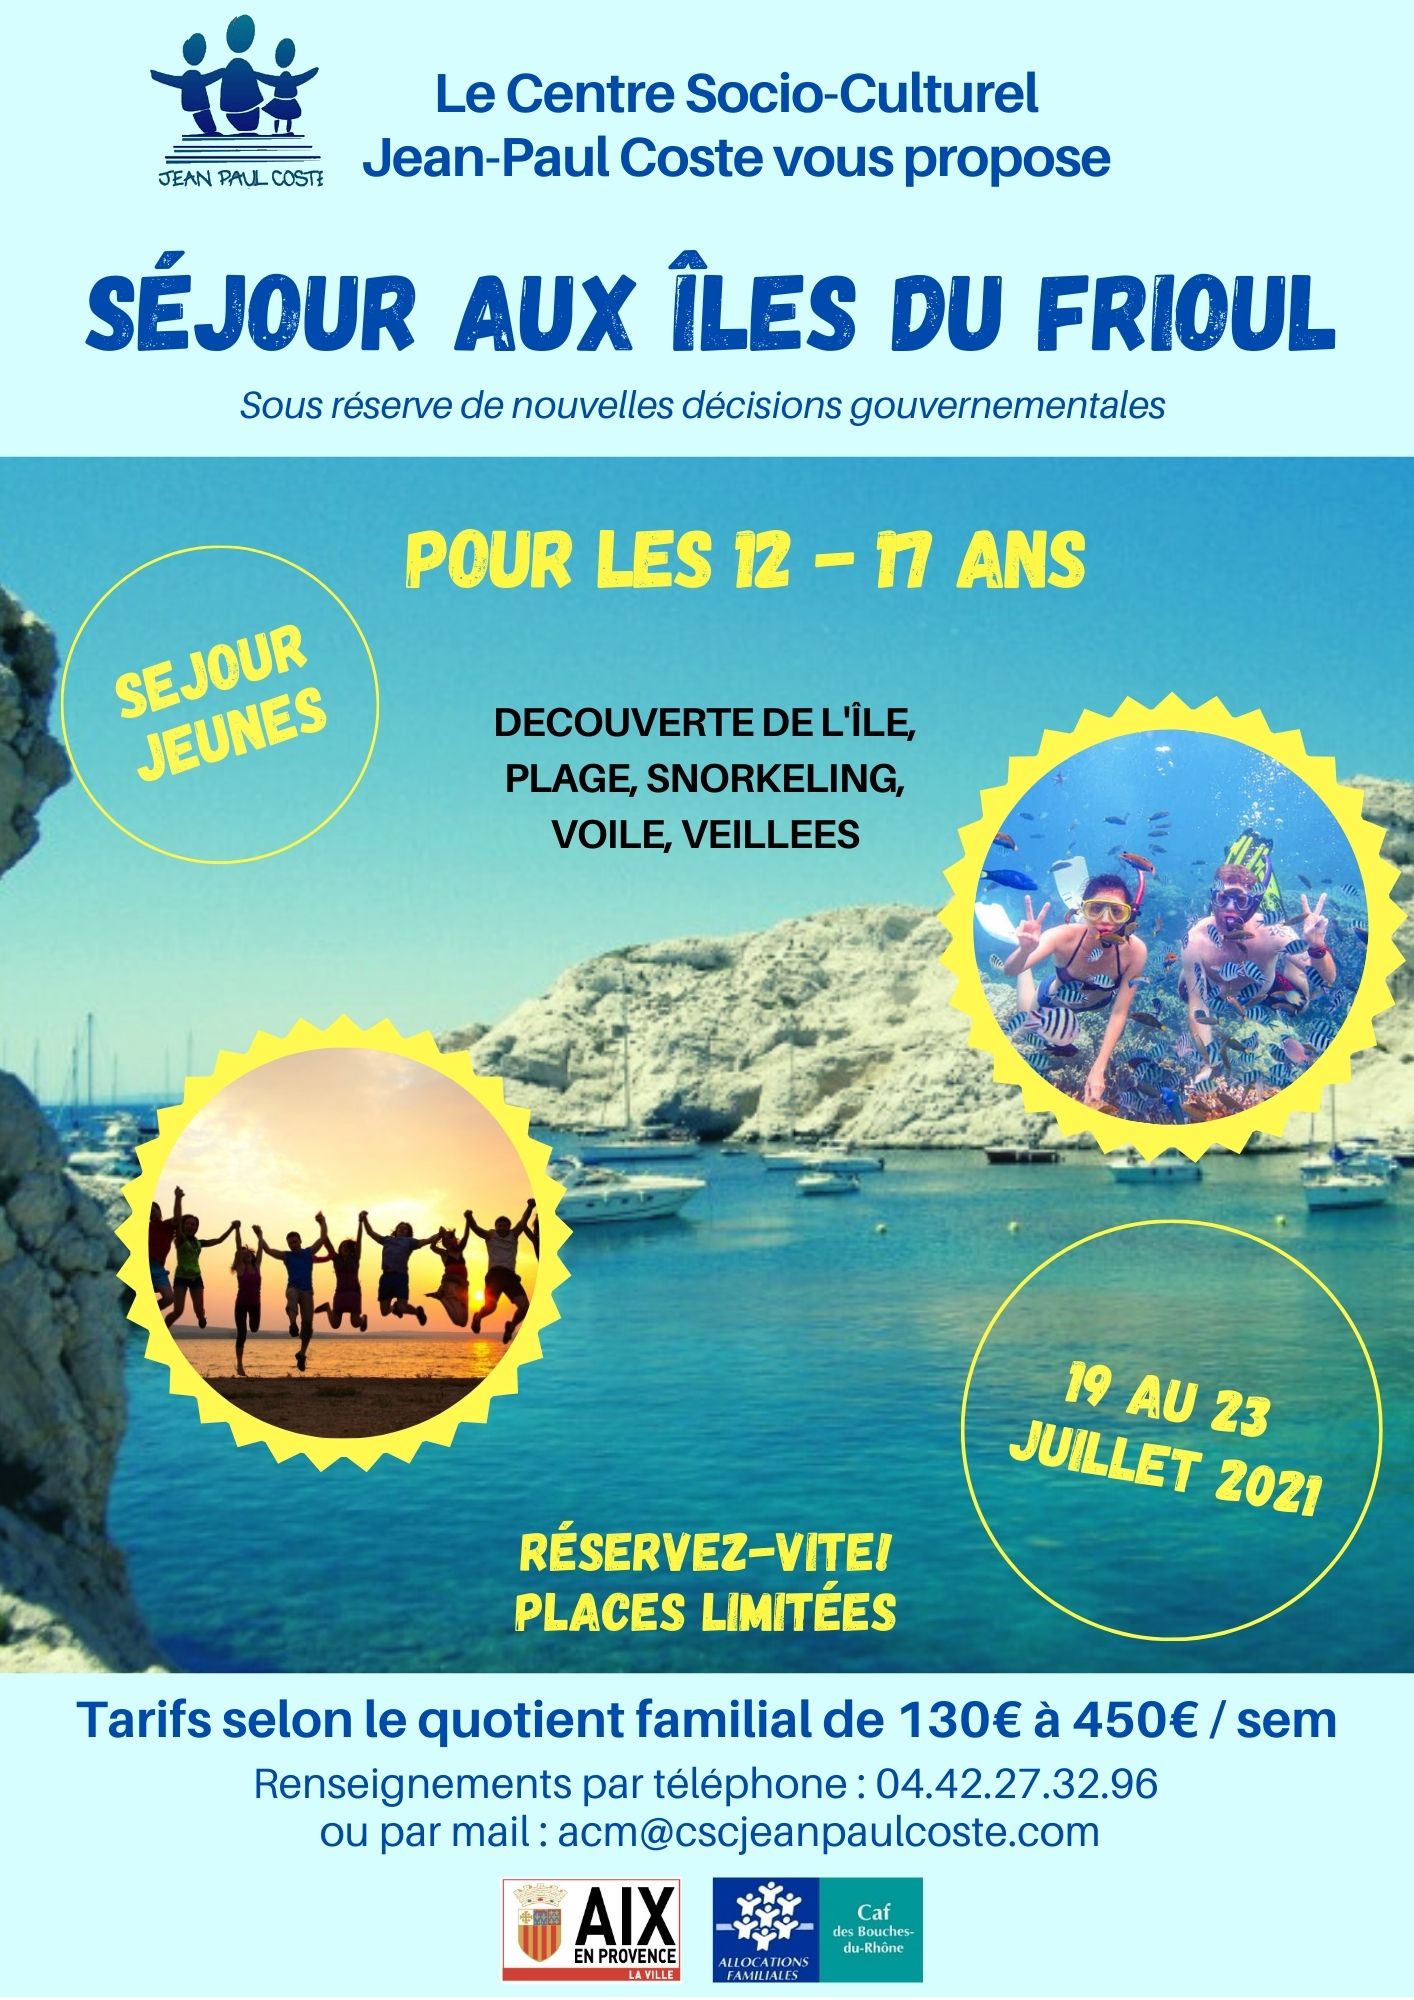 JEAN PAUL COSTE
Le Centre Socio-Culturel
Jean-Paul Coste vous propose
SÉJOUR AUX ÎLES DU FRIOUL
Sous réserve de nouvelles décisions gouvernementales
POUR LES 12 - 17 ANS
SEJOUR
JEUNES
DECOUVERTE DE L'ÎLE,
PLAGE, SNORKELING,
VOILE, VEILLEES
19 AU 23
JUILLET 2021
RÉSERVEZ-VITE!
PLACES LIMITÉES
Tarifs selon le quotient familial de 130€ à 450€ / sem
Renseignements par téléphone : 04.42.27.32.96
ou par mail : acm@cscjeanpaulcoste.com
AIX
EN PROVENCE
LA VILLE
ALLOCATIONS
FAMILIALES
Caf
des Bouches-
du-Rhône